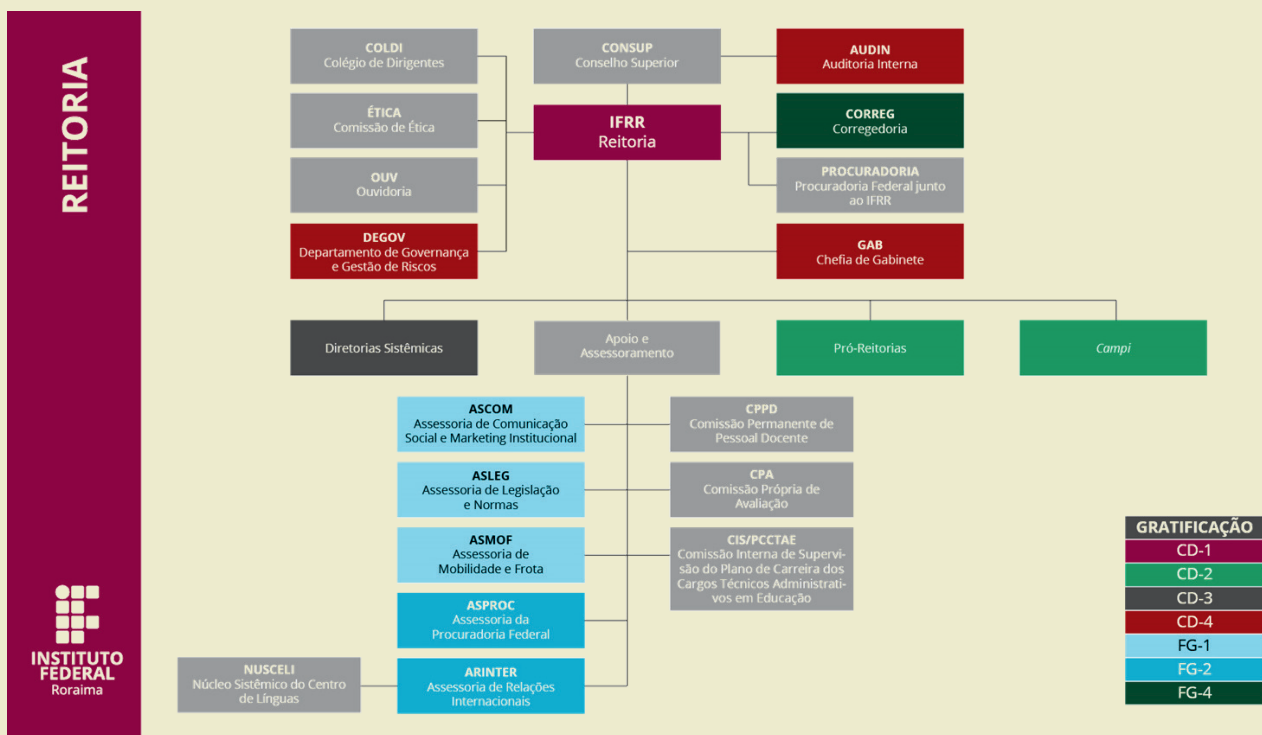 REITORIA
COLDI
Colégio de Dirigentes
CONSUP
Conselho Superior
AUDIN
Auditoria Interna
ÉTICA
Comissão de Ética
IFRR
Reitoria
CORREG
Corregedoria
OUV
Ouvidoria
PROCURADORIA
Procuradoria Federal junto
ao IFRR
DEGOV
Departamento de Governança
e Gestão de Riscos
GAB
Chefia de Gabinete
Diretorias Sistêmicas
Apoio e
Assessoramento
Pró-Reitorias
Campi
ASCOM
Assessoria de Comunicação
Social e Marketing Institucional
CPPD
Comissão Permanente de
Pessoal Docente
ASLEG
Assessoria de Legislação
e Normas
CPA
Comissão Própria de
Avaliação
ASMOF
Assessoria de
Mobilidade e Frota
CIS/PCCTAE
Comissão Interna de Supervi-
são do Plano de Carreira dos
Cargos Técnicos Administrati-
vos em Educação
ASPROC
Assessoria da
Procuradoria Federal
NUSCELI
Núcleo Sistêmico do Centro
de Línguas
ARINTER
Assessoria de Relações
Internacionais
GRATIFICAÇÃO
CD-1
CD-2
CD-3
CD-4
FG-1
FG-2
FG-4
INSTITUTO
FEDERAL
Roraima